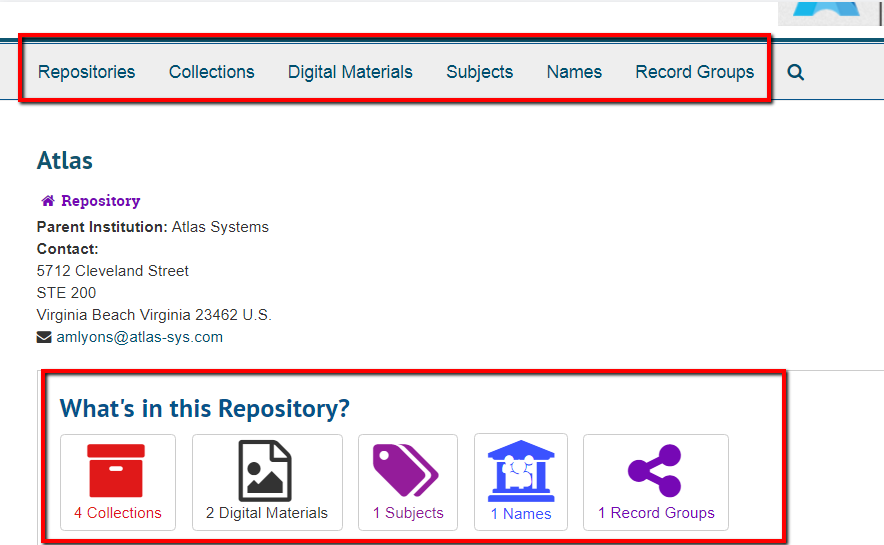 Repositories Collections Digital Materials Subjects Names Record Groups
Atlas
Repository
Parent Institution: Atlas Systems
Contact:
5712 Cleveland Street
STE 200
Virginia Beach Virginia 23462 U.S.
amlyons@atlas-sys.com
What's in this Repository?
4 Collections 2 Digital Materials 1 Subjects 1 Names 1 Record Groups